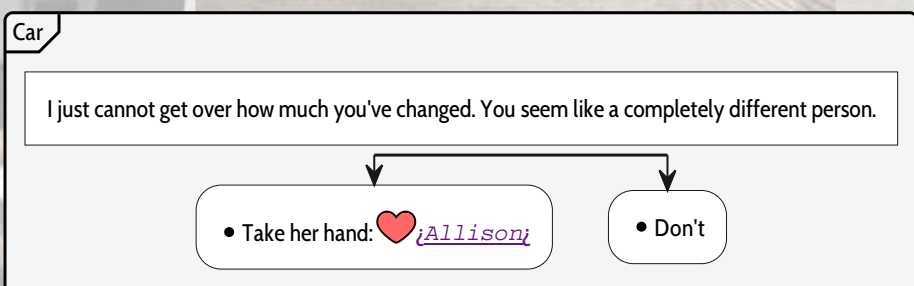 Car
I just cannot get over how much you've changed. You seem like a completely different person.
• Take her hand: ❤¿Allison¿
• Don't